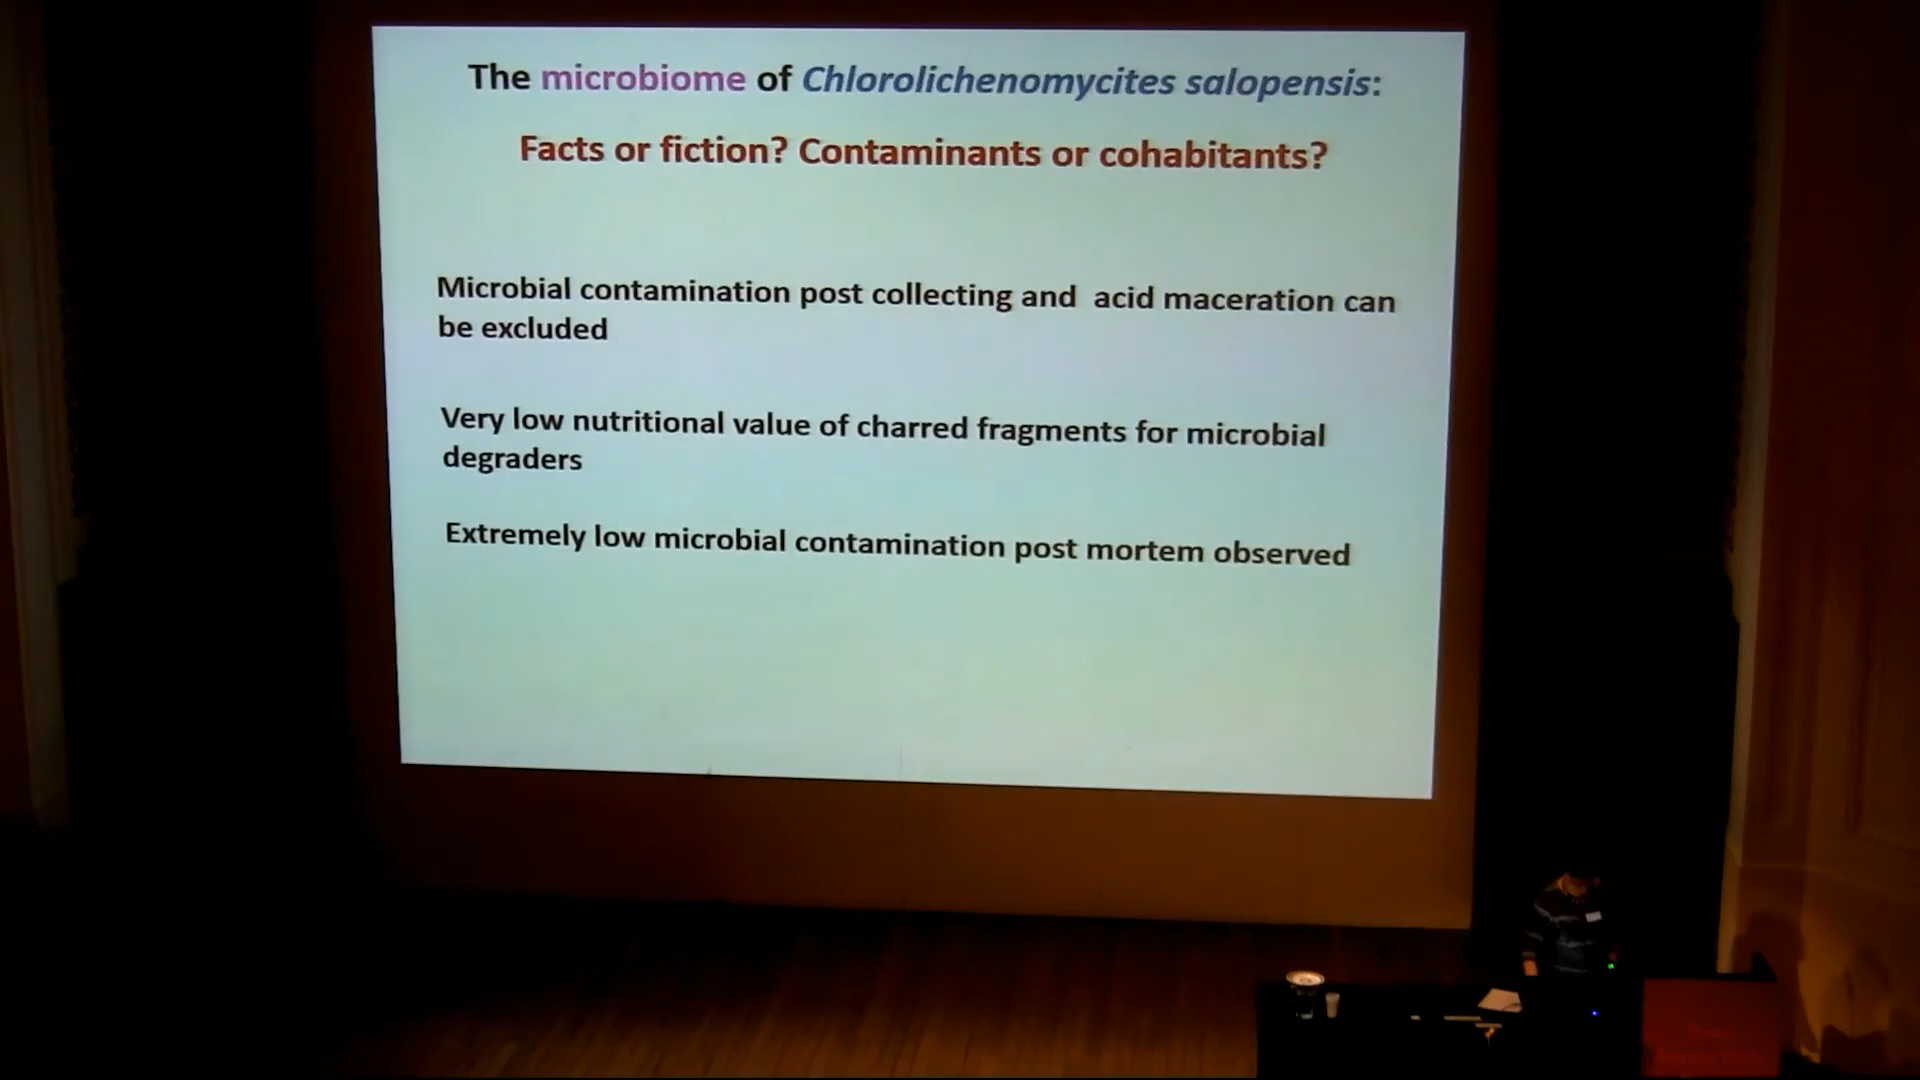 The microbiome of Chlorolichenomycites salopensis:
Facts or fiction? Contaminants or cohabitants?
Microbial contamination post collecting and acid maceration can
be excluded
Very low nutritional value of charred fragments for microbial
degraders
Extremely low microbial contamination post mortem observed